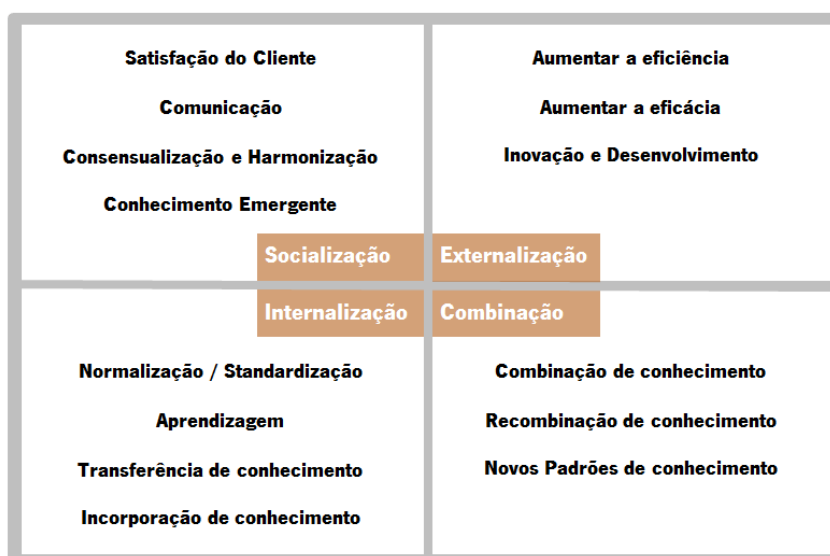 Satisfação do Cliente
Comunicação
Consensualização e Harmonização
Conhecimento Emergente
Socialização
Aumentar a eficiência
Aumentar a eficácia
Inovação e Desenvolvimento
Externalização
Internalização
Normalização / Standardização
Aprendizagem
Transferência de conhecimento
Incorporação de conhecimento
Combinação
Combinação de conhecimento
Recombinação de conhecimento
Novos Padrões de conhecimento